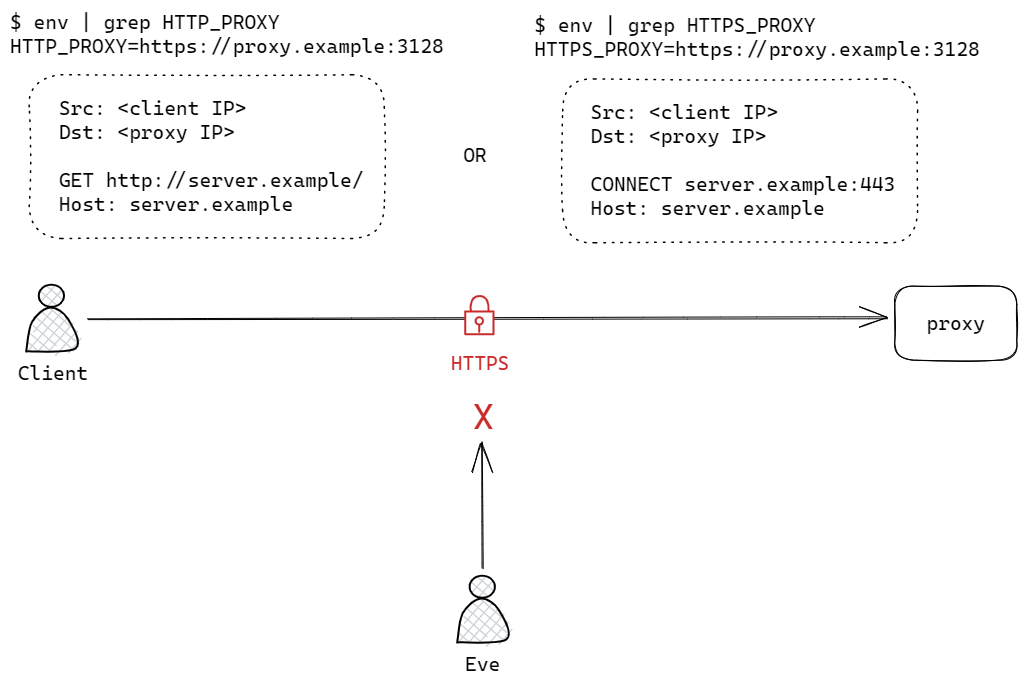 $ env | grep HTTP_PROXY
HTTP_PROXY=https://proxy.example:3128
Src: <client IP>
Dst: <proxy IP>
GET http://server.example/
Host: server.example
OR
$ env | grep HTTPS_PROXY
HTTPS_PROXY=https://proxy.example:3128
Src: <client IP>
Dst: <proxy IP>
CONNECT server.example:443
Host: server.example
Client
HTTPS
X
proxy
Eve